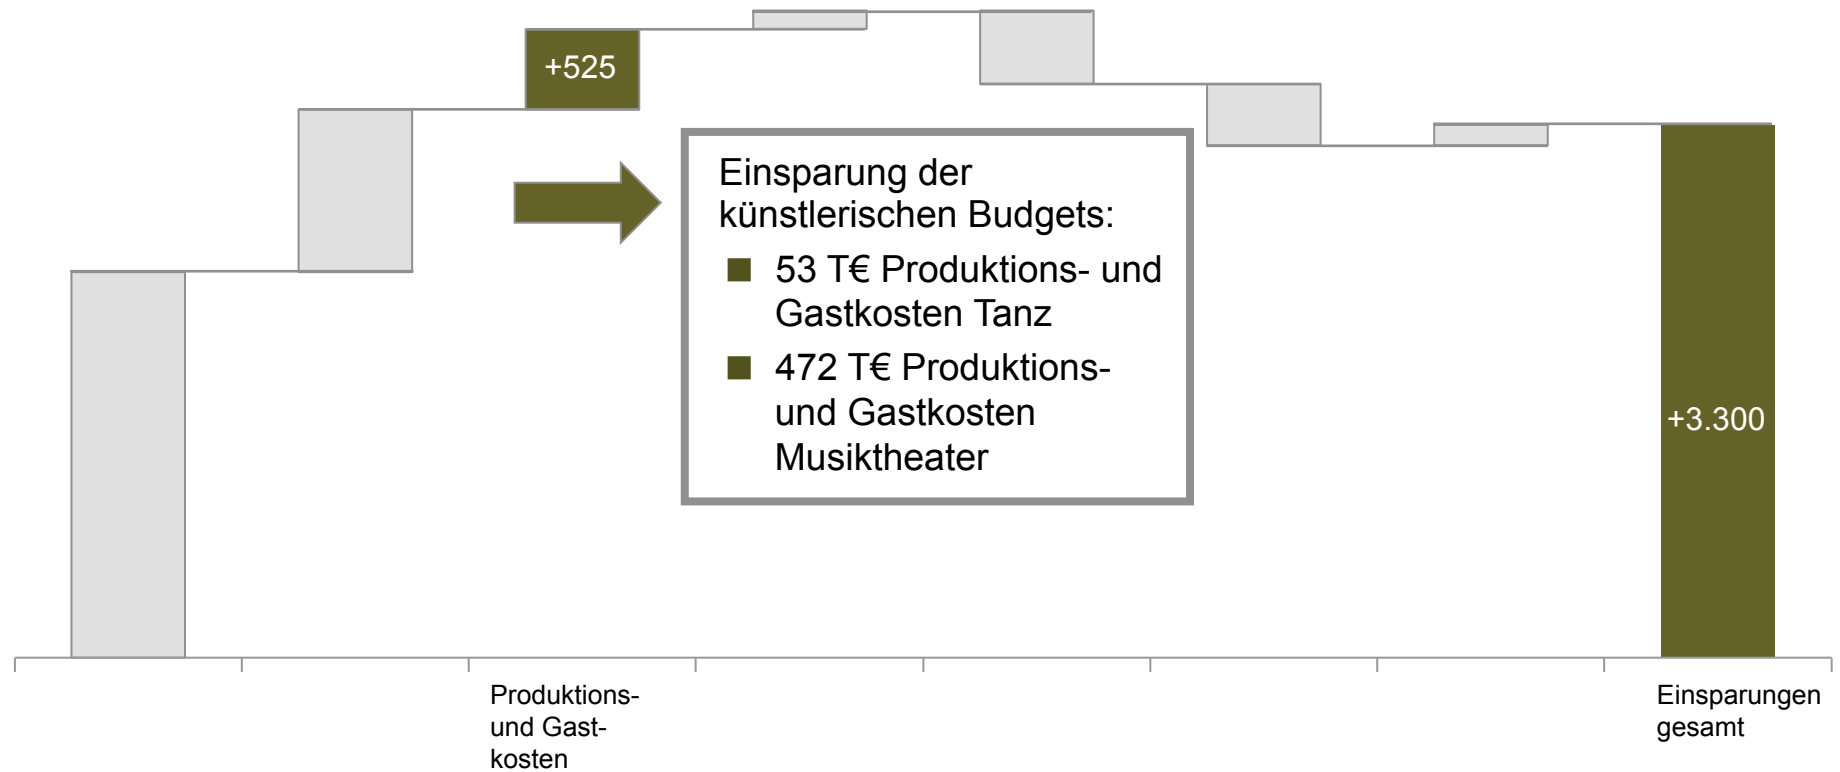 +525
Einsparung der
künstlerischen Budgets:
53 T€ Produktions- und
Gastkosten Tanz
472 T€ Produktions-
und Gastkosten
Musiktheater
+3.300
Produktions-
und Gast-
kosten
Einsparungen
gesamt